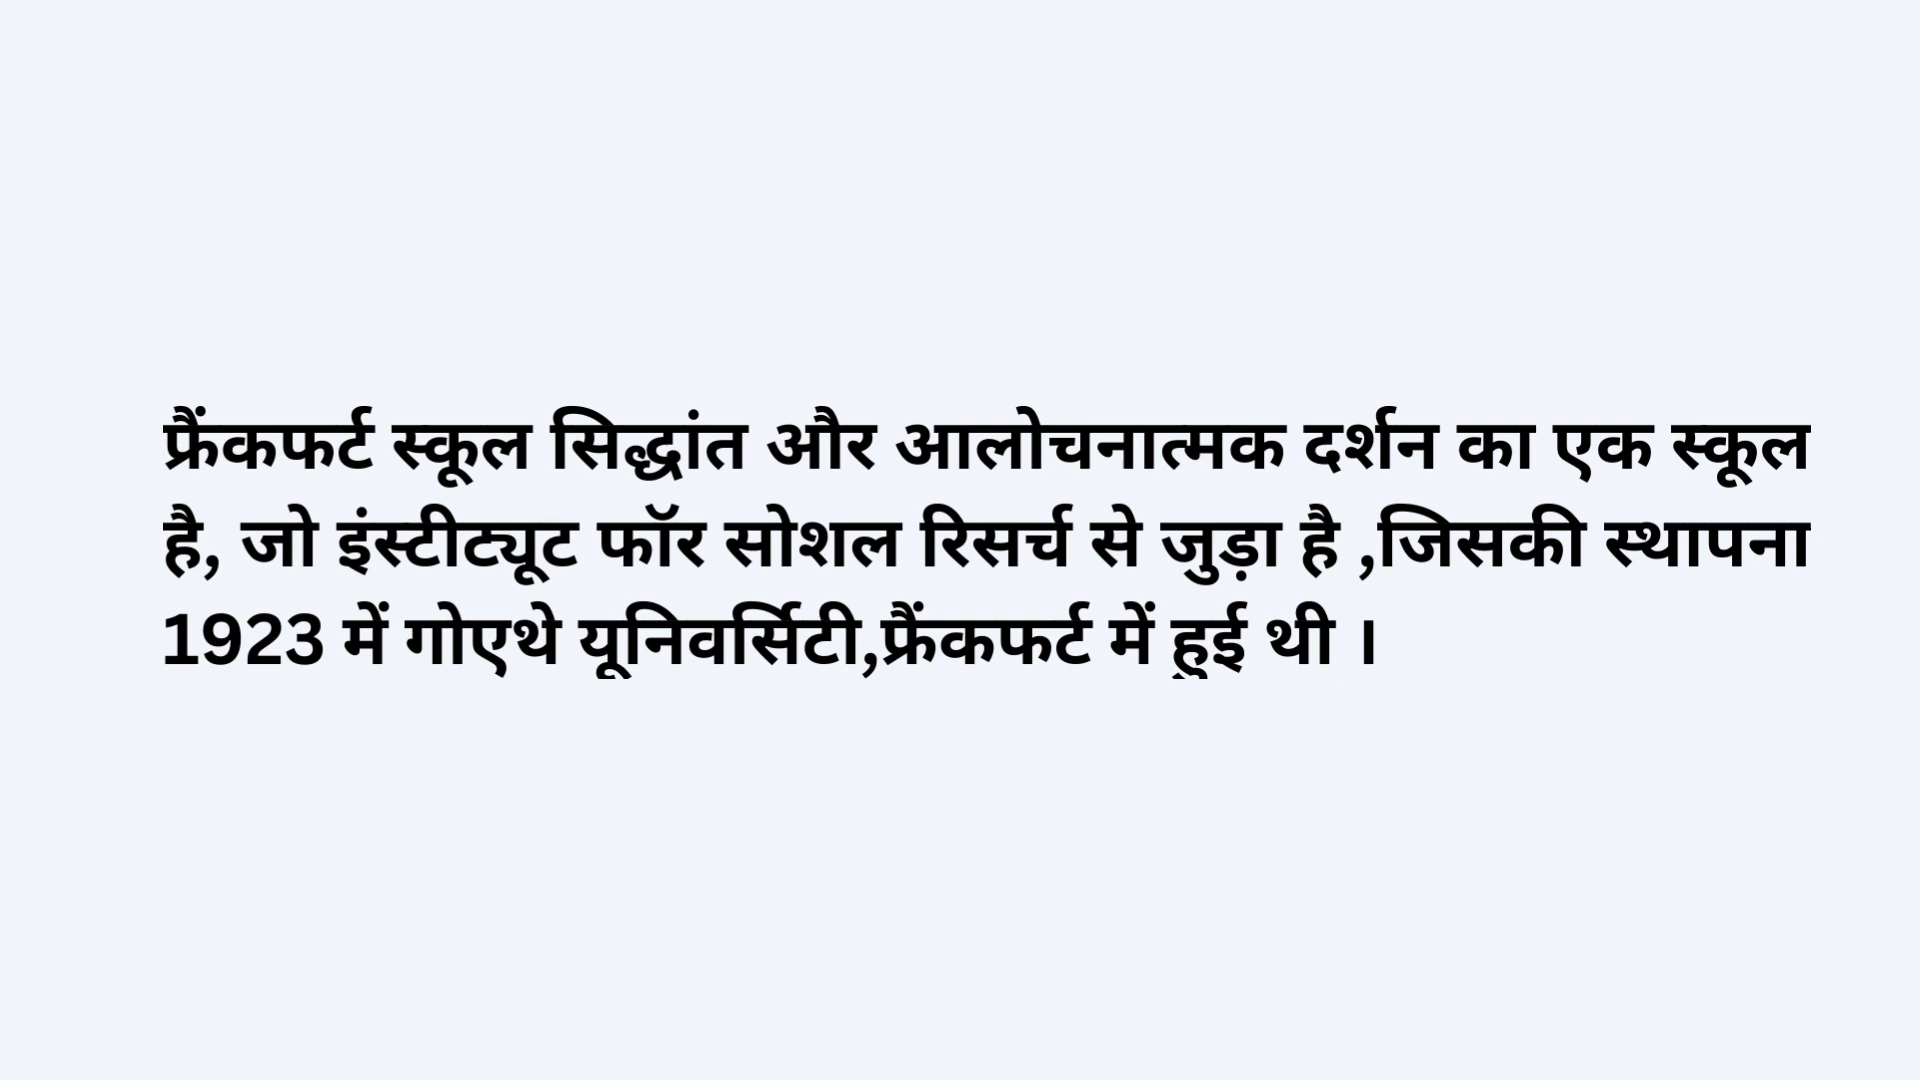 फ्रैंकफर्ट स्कूल सिद्धांत और आलोचनात्मक दर्शन का एक स्कूल
है, जो इंस्टीट्यूट फॉर सोशल रिसर्च से जुड़ा है ,जिसकी स्थापना
1923 में गोएथे यूनिवर्सिटी,फ्रैंकफर्ट में हुई थी ।